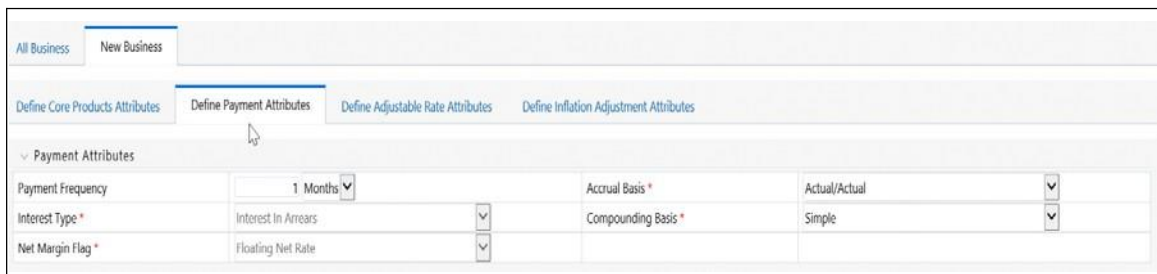 All Business New Business
Define Core Products Attributes Define Payment Attributes Define Adjustable Rate Attributes Define Inflation Adjustment Attributes
Payment Attributes
Payment Frequency 1 Months Accrual Basis * Actual/Actual
Interest Type * Interest In Arrears Compounding Basis * Simple
Net Margin Flag * Floating Net Rate